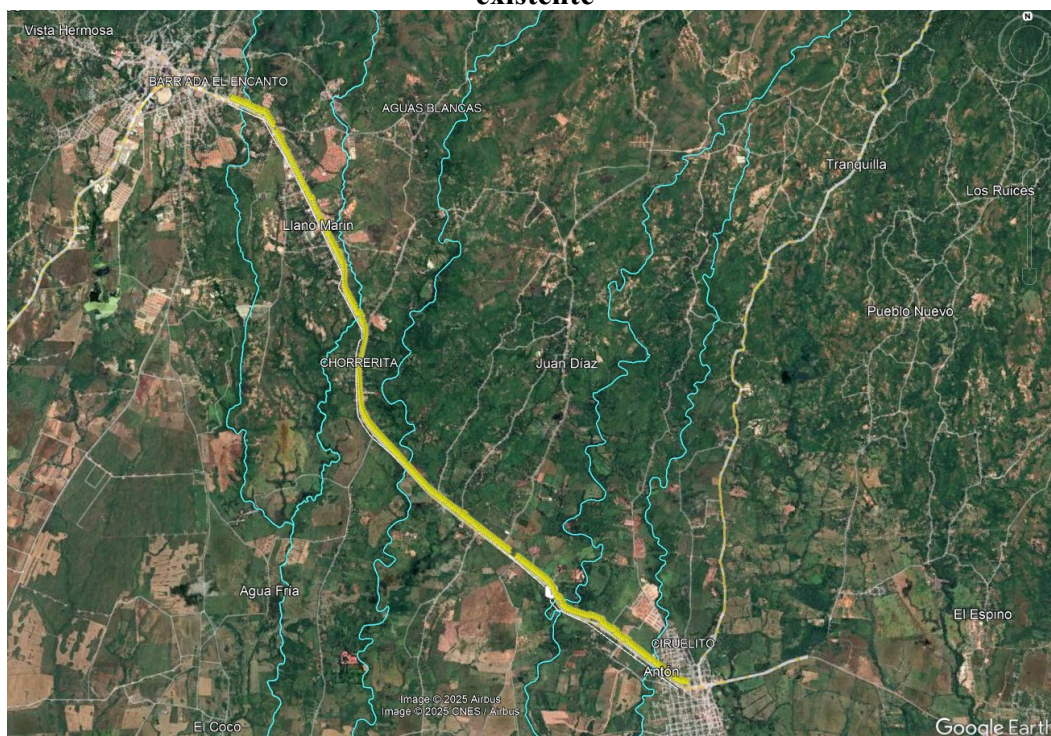 existente
Vista Hermosa
BARRIADA EL ENCANTO
AGUAS BLANCAS
Tranquilla
Los Ruices
Llano Marín
Pueblo Nuevo
CHORRERITA
Juan Díaz
Agua Fría
El Espino
CIRUELITO
Antón
Image © 2025 Airbus
Image © 2025 CNES / Airbus
El Coco
Google Earth
N